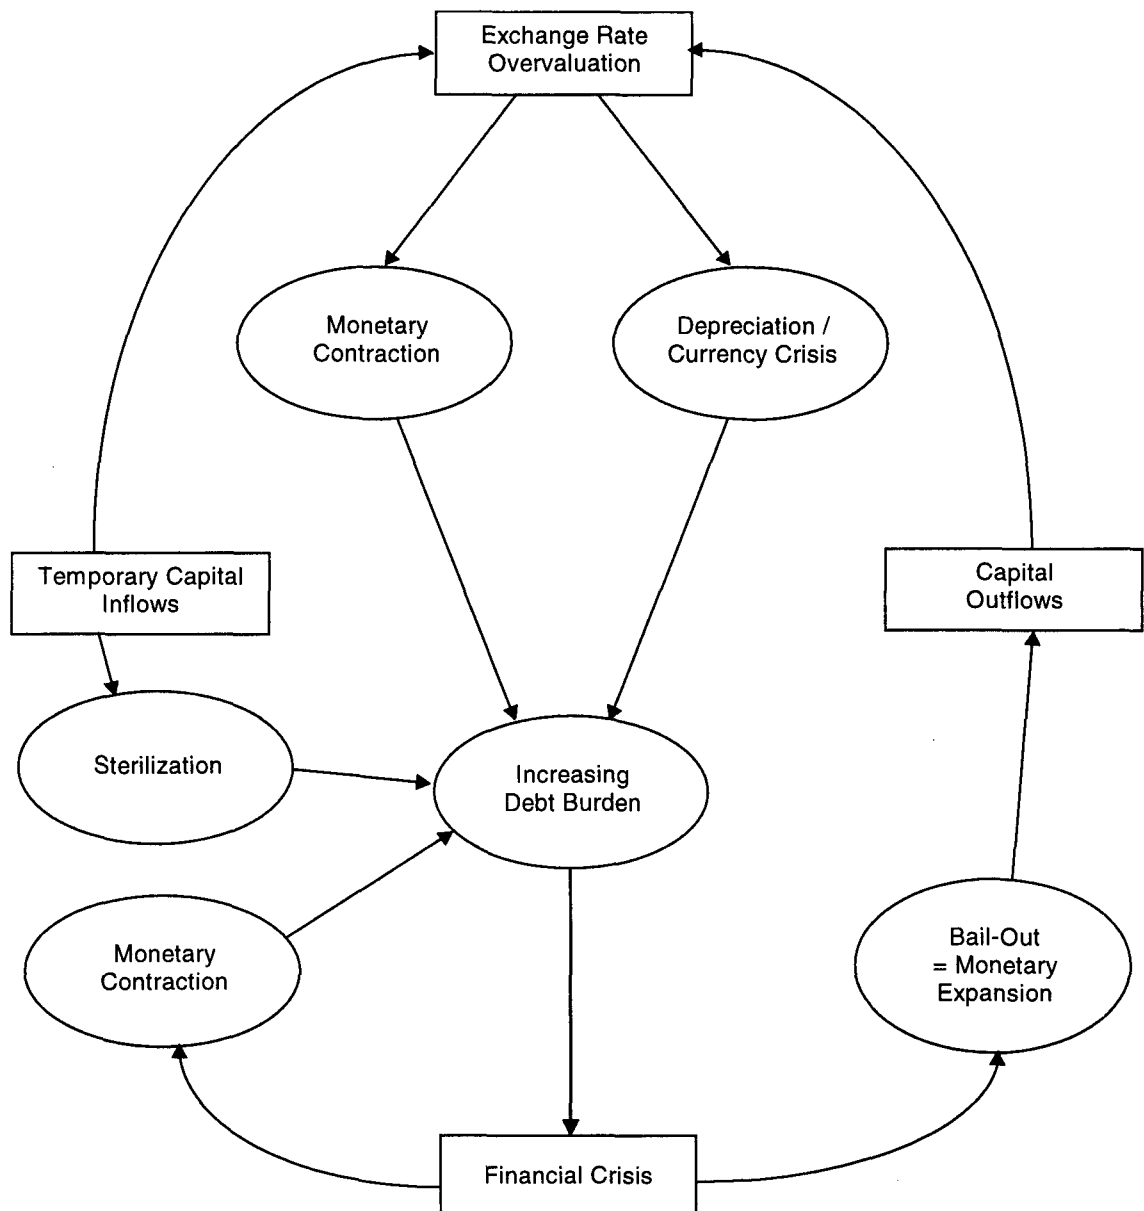 Exchange Rate
Overvaluation
Monetary
Contraction
Depreciation /
Currency Crisis
Temporary Capital
Inflows
Capital
Outflows
Sterilization
Increasing
Debt Burden
Monetary
Contraction
Bail-Out
= Monetary
Expansion
Financial Crisis